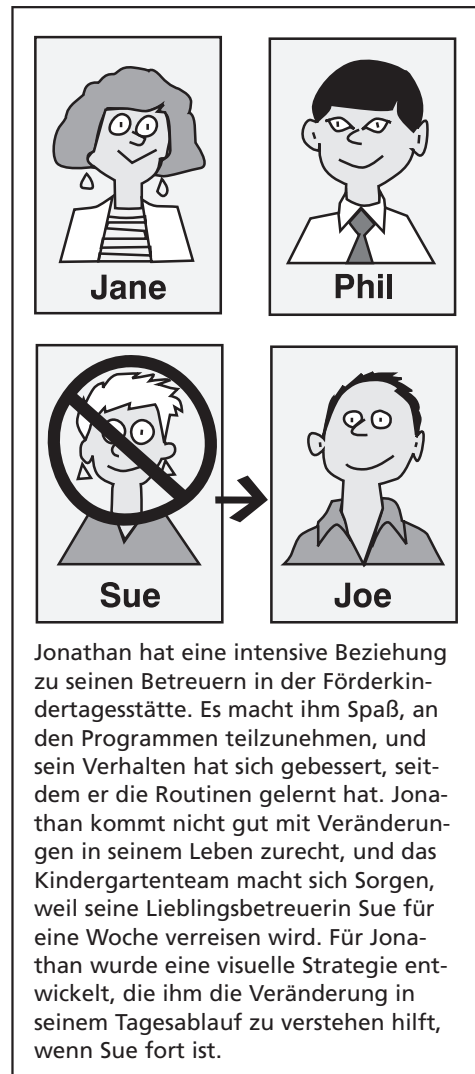 Jane
Phil
Sue
Joe
Jonathan hat eine intensive Beziehung
zu seinen Betreuern in der Förderkin-
dertagesstätte. Es macht ihm Spaß, an
den Programmen teilzunehmen, und
sein Verhalten hat sich gebessert, seit-
dem er die Routinen gelernt hat. Jona-
than kommt nicht gut mit Veränderun-
gen in seinem Leben zurecht, und das
Kindergartenteam macht sich Sorgen,
weil seine Lieblingsbetreuerin Sue für
eine Woche verreisen wird. Für Jona-
than wurde eine visuelle Strategie ent-
wickelt, die ihm die Veränderung in
seinem Tagesablauf zu verstehen hilft,
wenn Sue fort ist.